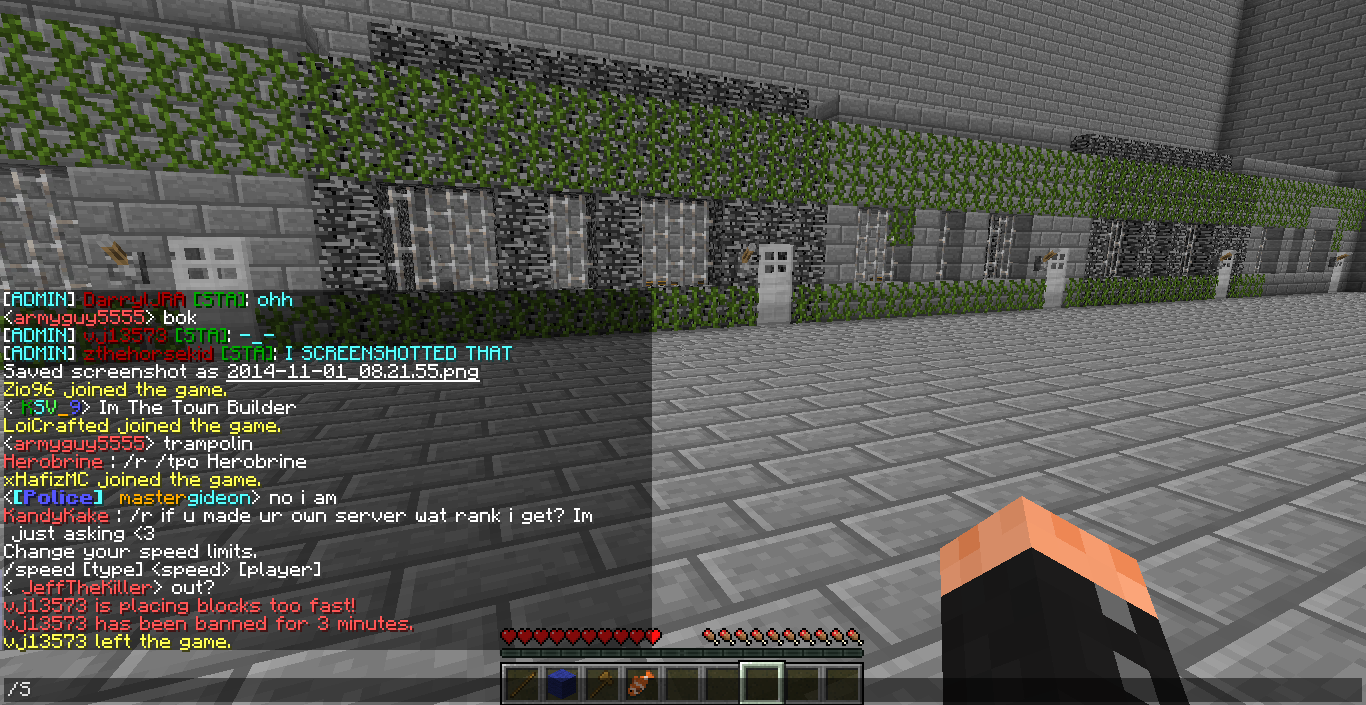 [ADMIN] DarrylJRA [STA]: ohh
<armyguy5555> bok
[ADMIN] vj13573 [STA]: -_-
[ADMIN] zthehorsekid [STA]: I SCREENSHOTTED THAT
Saved screenshot as 2014-11-01_08.21.55.png
Zio96 joined the game.
< KSV_9> Im The Town Builder
LoiCrafted joined the game.
<armyguy5555> trampolin
Herobrine : /r /tpo Herobrine
xHafizMC joined the game.
<[Police] mastergideon> no i am
KandyKake : /r if u made ur own server wat rank i get? Im
just asking <3
Change your speed limits.
/speed [type] <speed> [player]
< JeffTheKiller> out?
vj13573 is placing blocks too fast!
vj13573 has been banned for 3 minutes.
vj13573 left the game.
/S